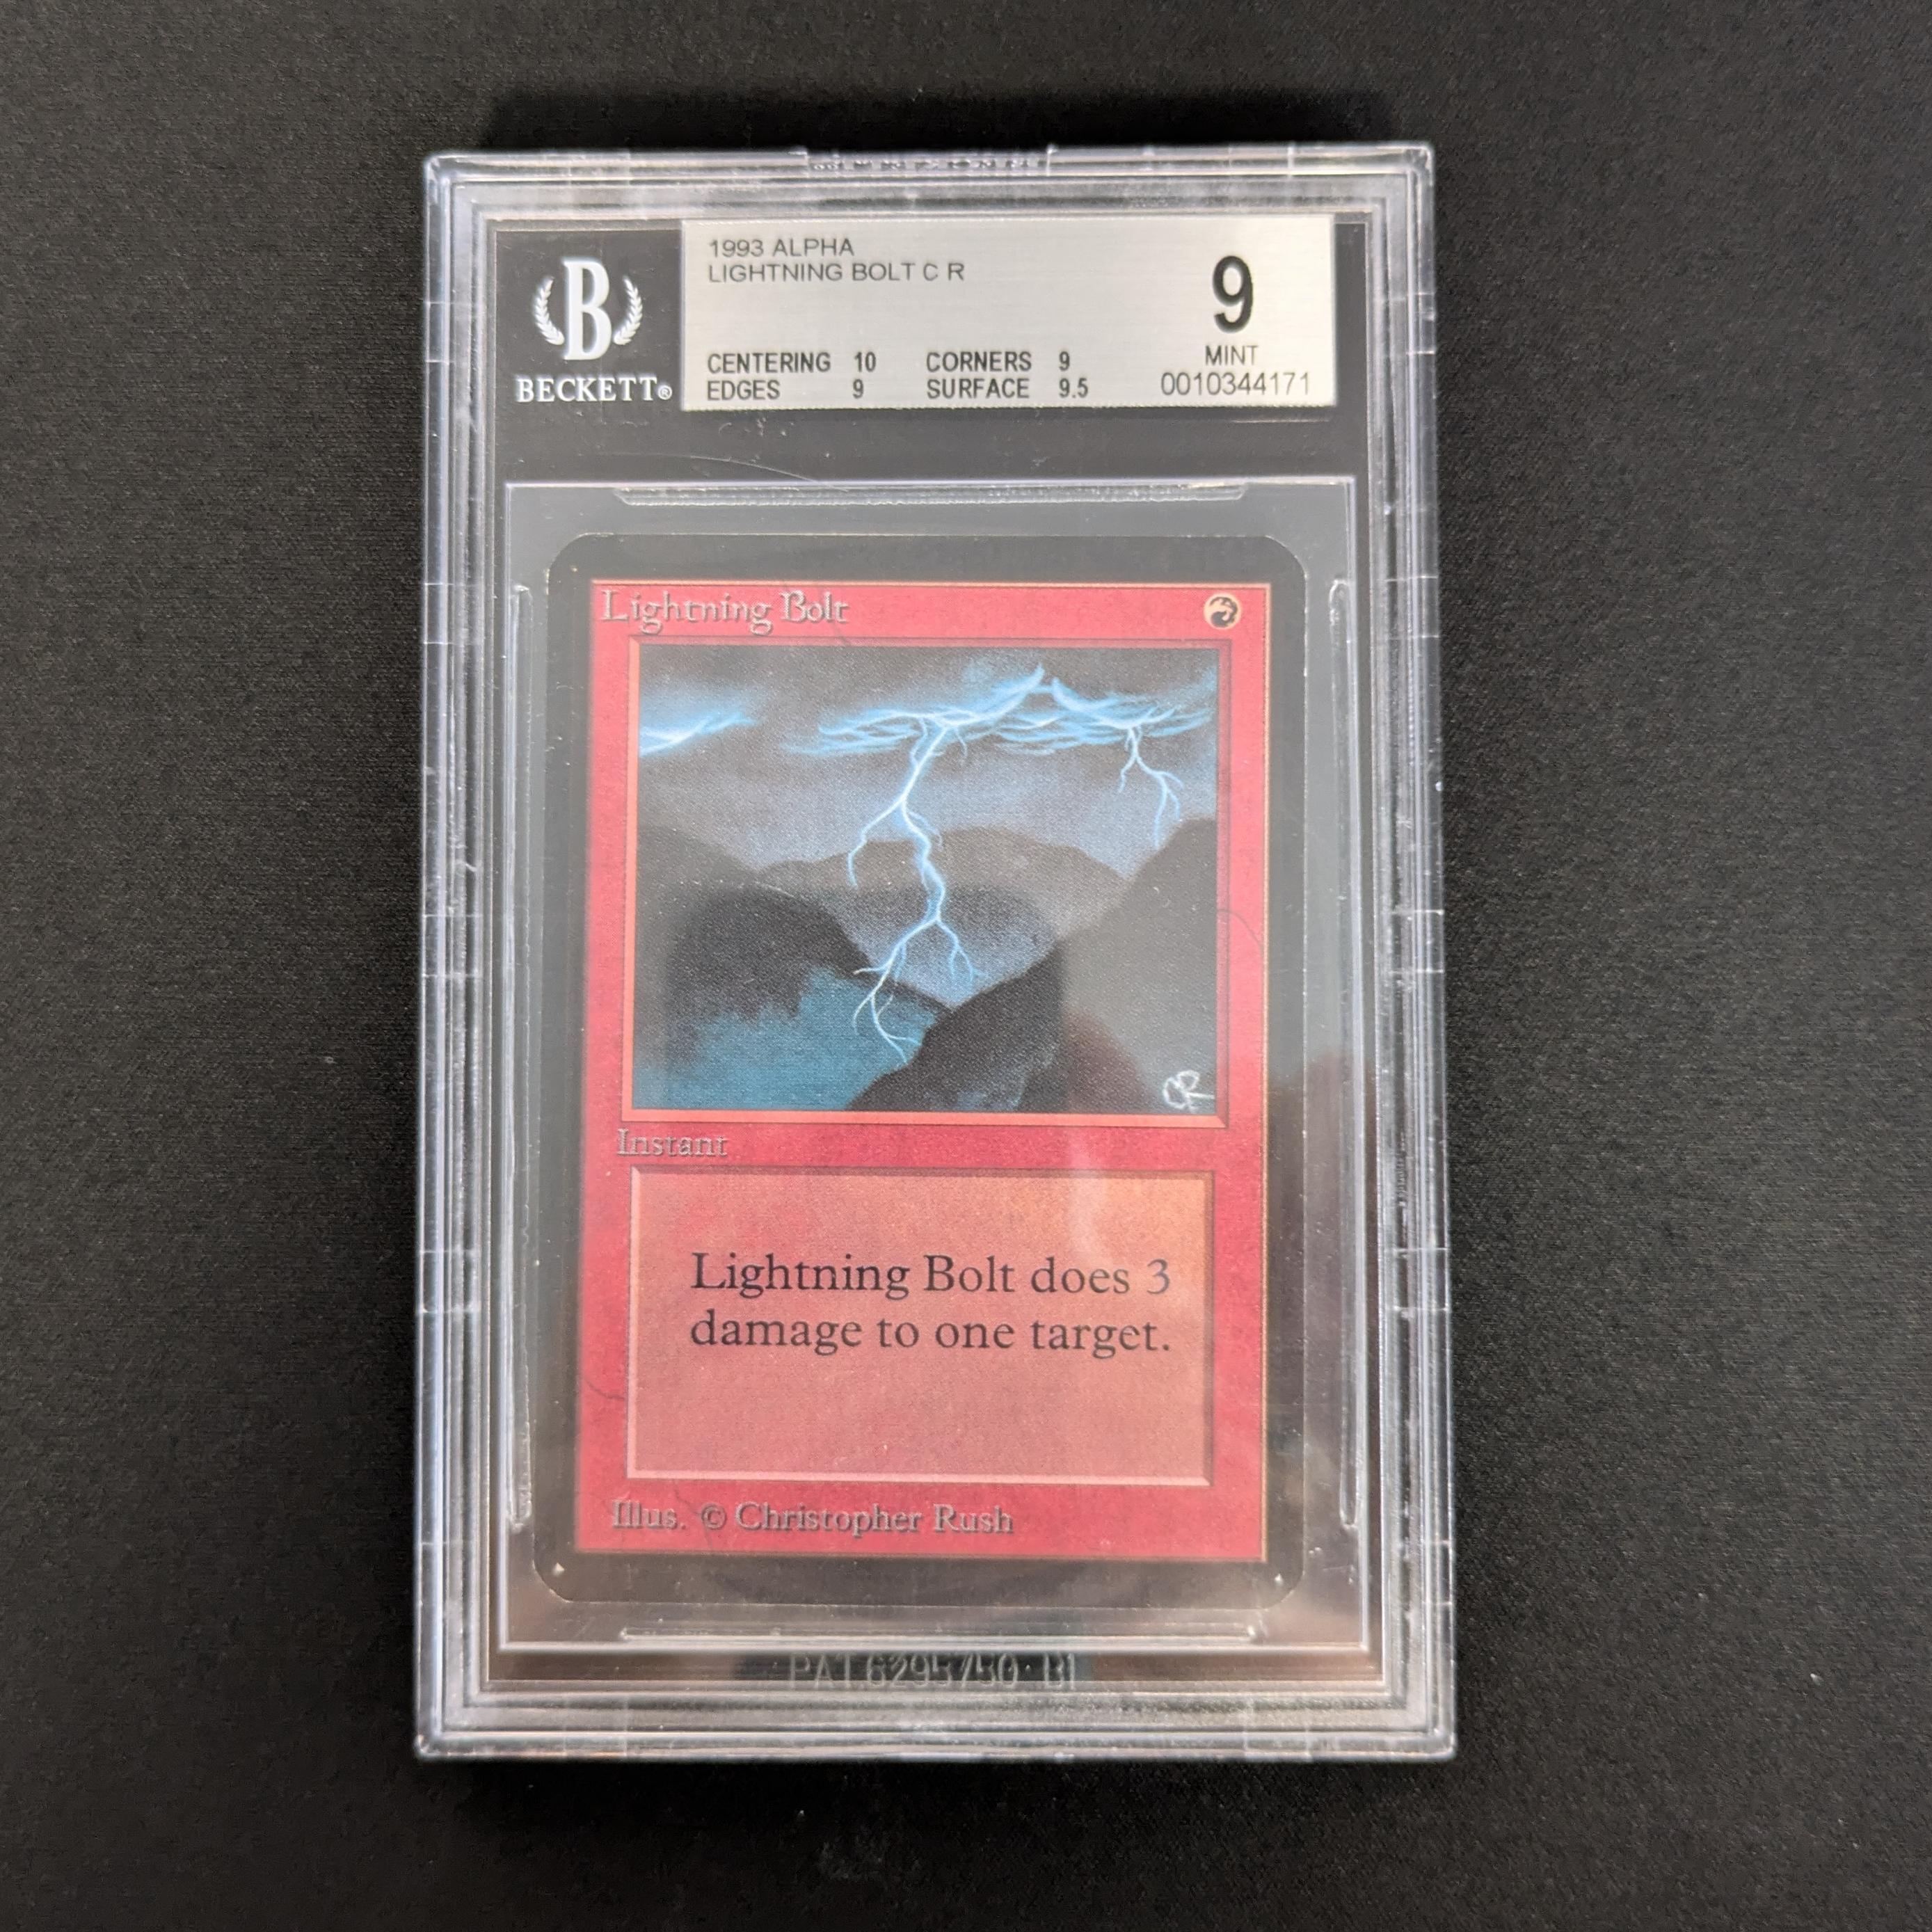 1993 ALPHA
LIGHTNING BOLT C R
9
MINT
0010344171
CENTERING 10 CORNERS 9
EDGES 9 SURFACE 9.5
B
BECKETT®
Lightning Bolt
CR
Instant
Lightning Bolt does 3
damage to one target.
Illus. © Christopher Rush